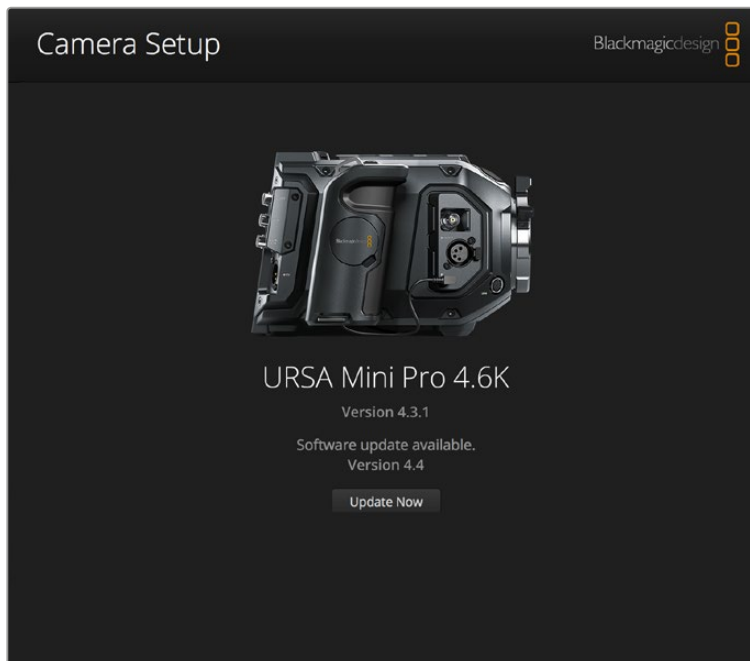 Camera Setup
Blackmagicdesign
URSA Mini Pro 4.6K
Version 4.3.1
Software update available.
Version 4.4
Update Now